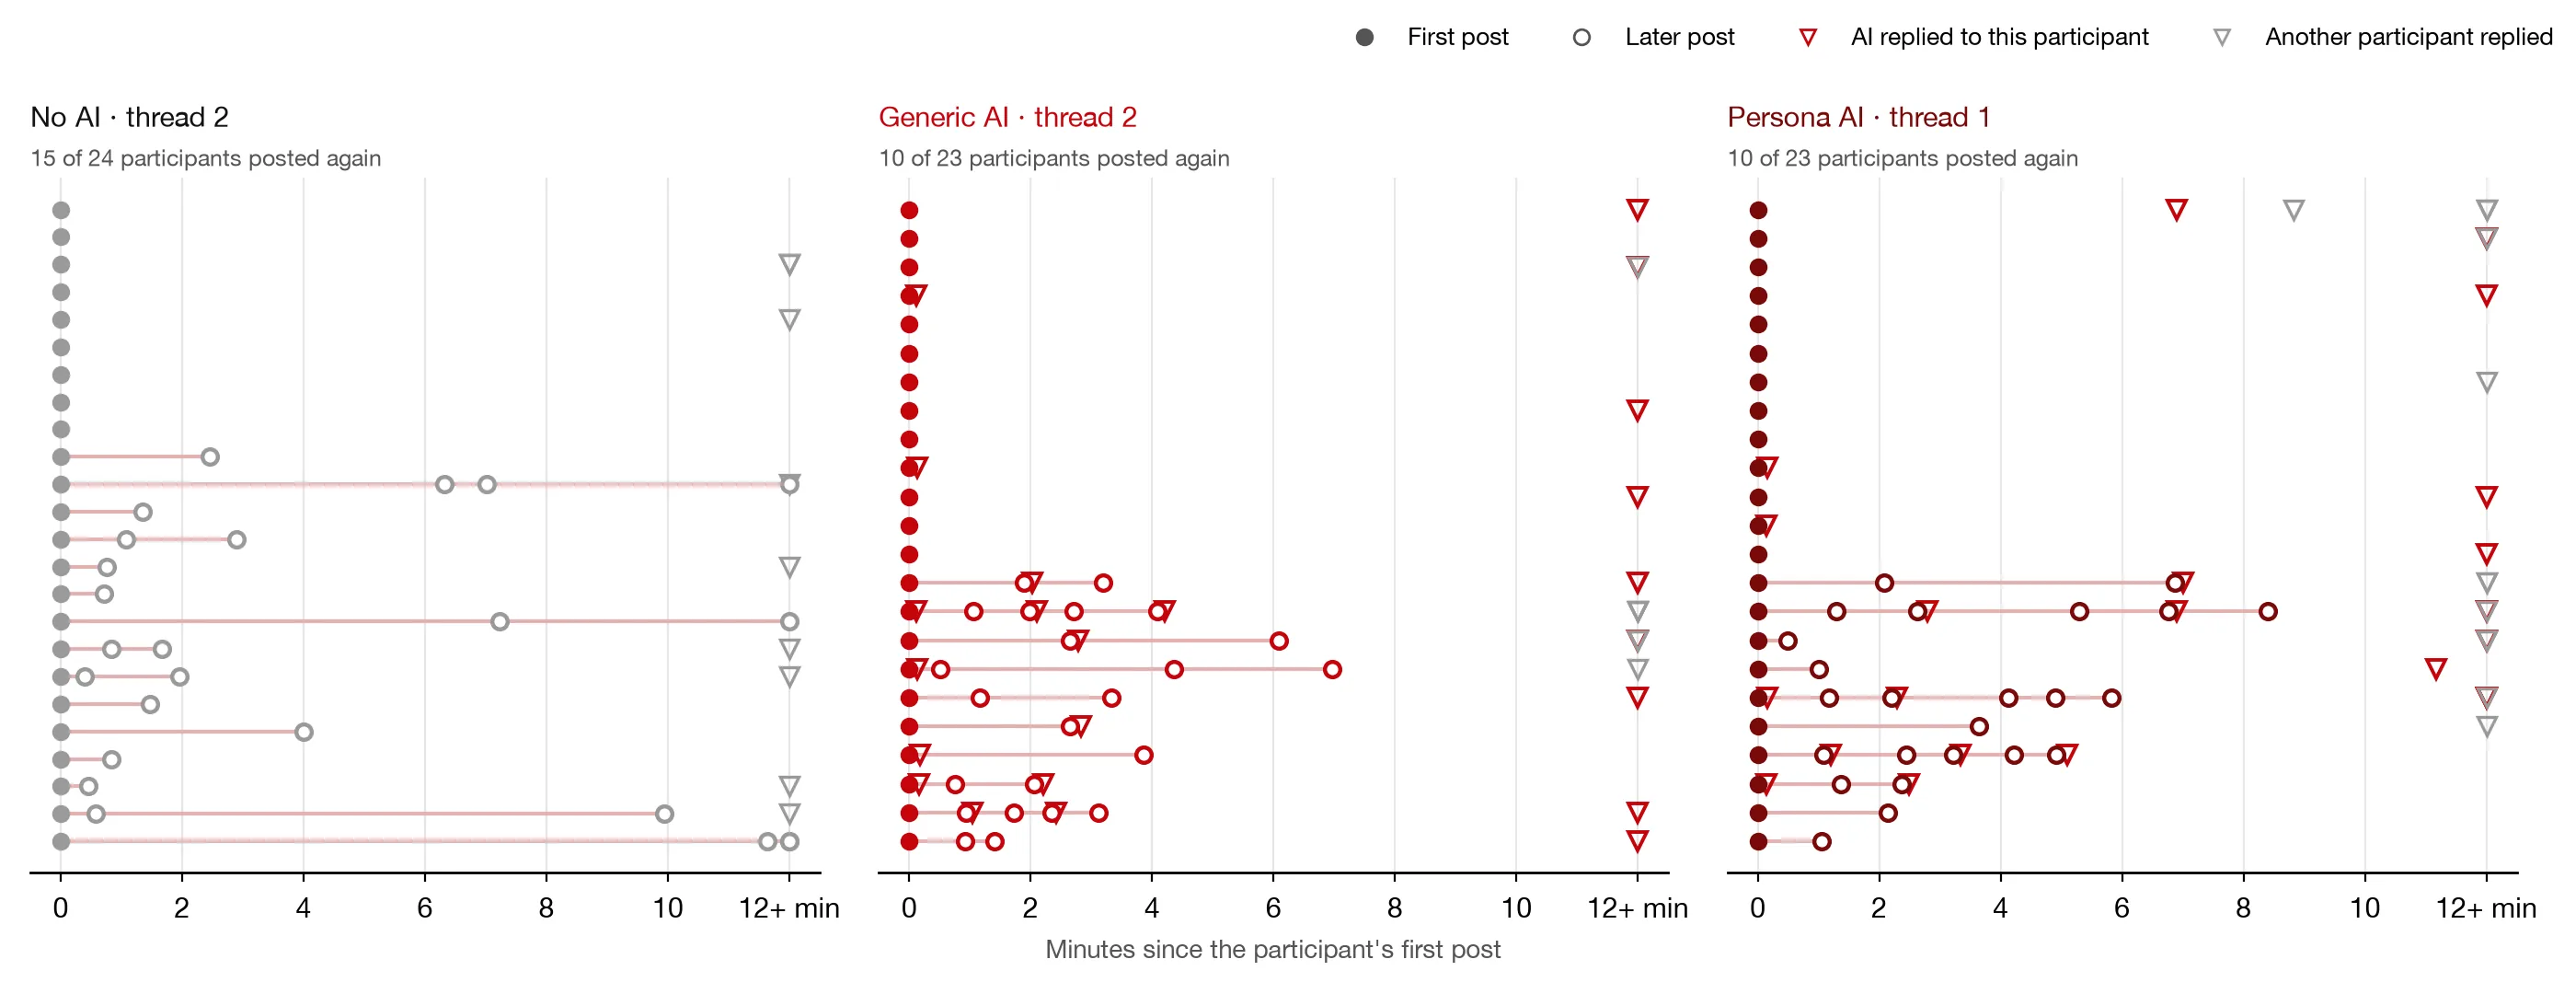 First post Later post AI replied to this participant Another participant replied
No AI · thread 2
15 of 24 participants posted again
Generic AI · thread 2
10 of 23 participants posted again
Persona AI · thread 1
10 of 23 participants posted again
0 2 4 6 8 10 12+ min
0 2 4 6 8 10 12+ min
0 2 4 6 8 10 12+ min
Minutes since the participant's first post